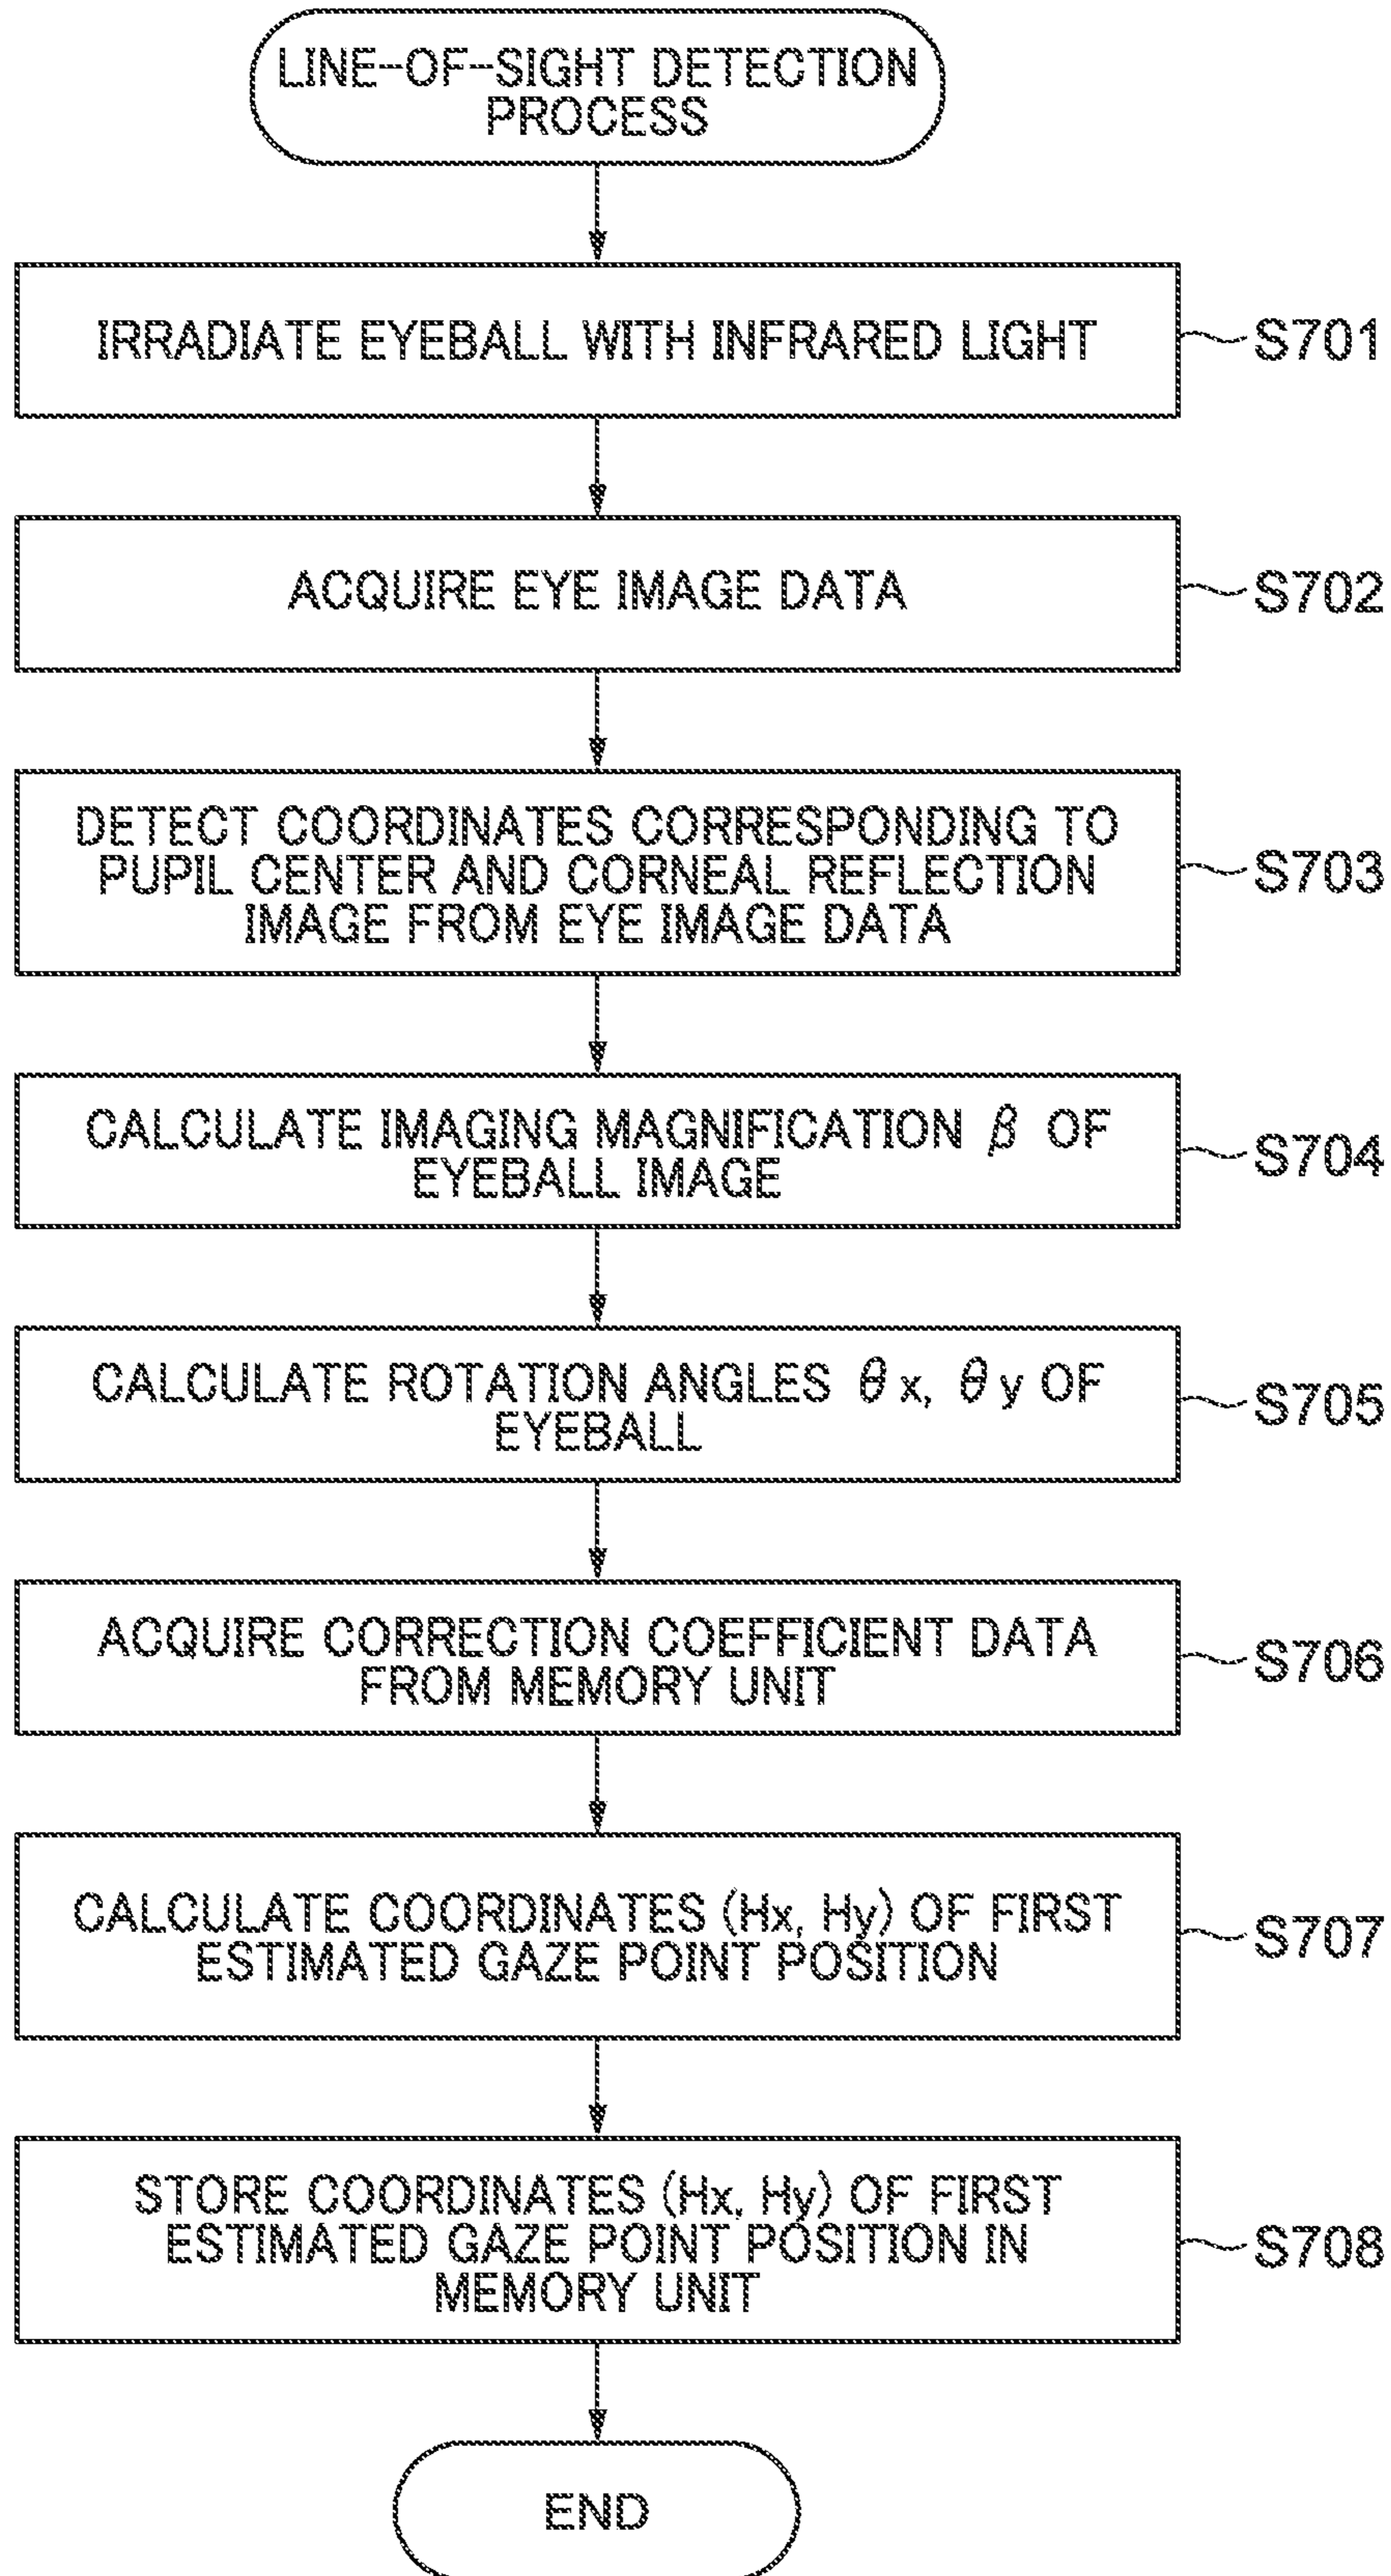 LINE-OF-SIGHT DETECTION
PROCESS
IRRADIATE EYEBALL WITH INFRARED LIGHT
S701
ACQUIRE EYE IMAGE DATA
S702
DETECT COORDINATES CORRESPONDING TO
PUPIL CENTER AND CORNEAL REFLECTION
IMAGE FROM EYE IMAGE DATA
S703
CALCULATE IMAGING MAGNIFICATION β OF
EYEBALL IMAGE
S704
CALCULATE ROTATION ANGLES θx, θy OF
EYEBALL
S705
ACQUIRE CORRECTION COEFFICIENT DATA
FROM MEMORY UNIT
S706
CALCULATE COORDINATES (Hx, Hy) OF FIRST
ESTIMATED GAZE POINT POSITION
S707
STORE COORDINATES (Hx, Hy) OF FIRST
ESTIMATED GAZE POINT POSITION IN
MEMORY UNIT
S708
END